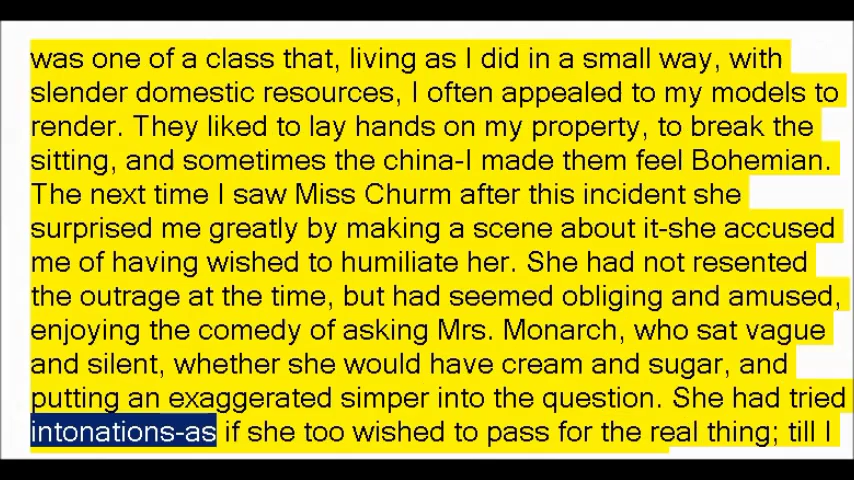 was one of a class that, living as I did in a small way, with
slender domestic resources, I often appealed to my models to
render. They liked to lay hands on my property, to break the
sitting, and sometimes the china-I made them feel Bohemian.
The next time I saw Miss Churm after this incident she
surprised me greatly by making a scene about it-she accused
me of having wished to humiliate her. She had not resented
the outrage at the time, but had seemed obliging and amused,
enjoying the comedy of asking Mrs. Monarch, who sat vague
and silent, whether she would have cream and sugar, and
putting an exaggerated simper into the question. She had tried
intonations-as if she too wished to pass for the real thing; till I